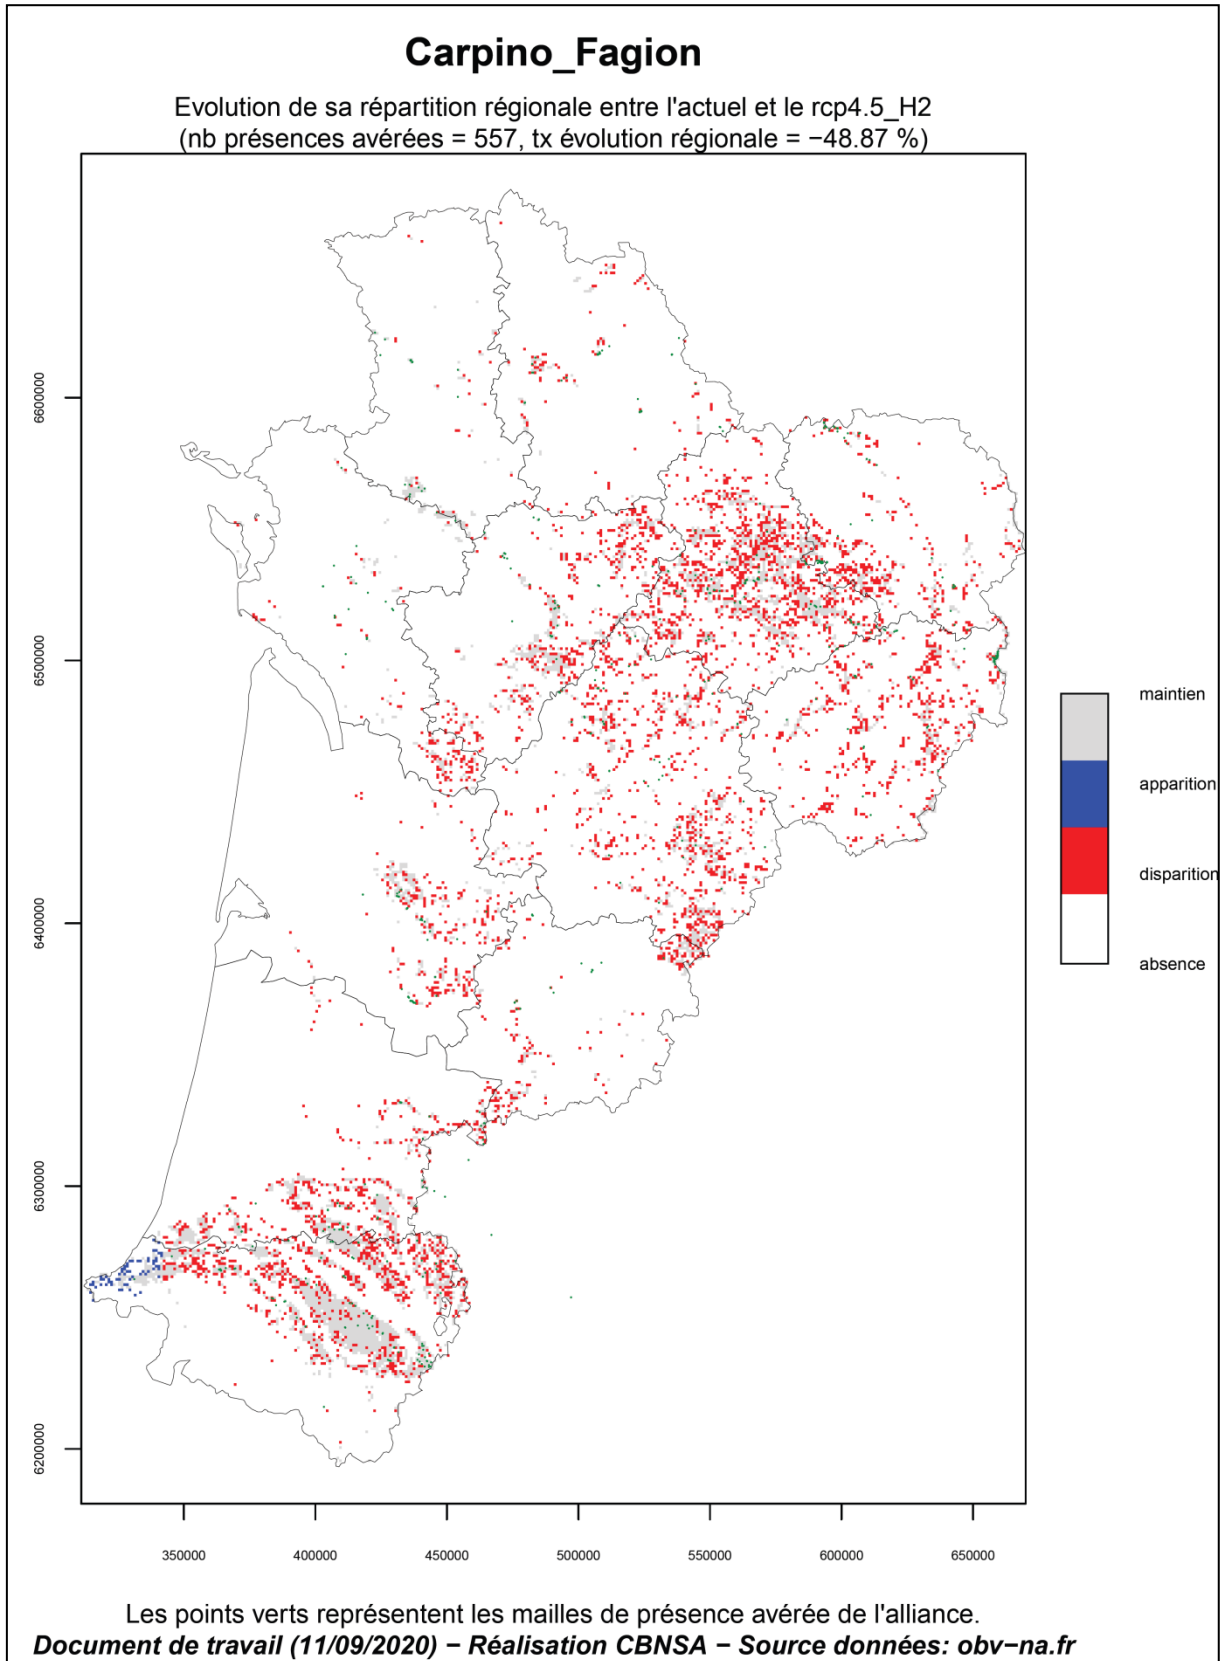 Carpino_Fagion
Evolution de sa répartition régionale entre l'actuel et le rcp4.5_H2
(nb présences avérées = 557, tx évolution régionale = −48.87 %)
6600000
6500000
6400000
6300000
6200000
350000 400000 450000 500000 550000 600000 650000
maintien
apparition
disparition
absence
Les points verts représentent les mailles de présence avérée de l'alliance.
Document de travail (11/09/2020) − Réalisation CBNSA − Source données: obv−na.fr